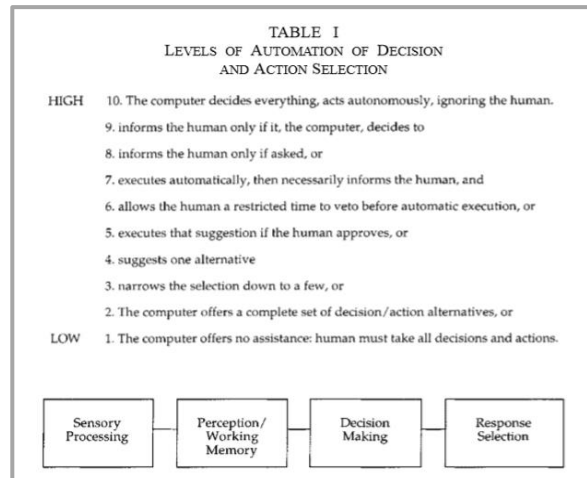 TABLE I
LEVELS OF AUTOMATION OF DECISION
AND ACTION SELECTION
HIGH 10. The computer decides everything, acts autonomously, ignoring the human.
9. informs the human only if it, the computer, decides to
8. informs the human only if asked, or
7. executes automatically, then necessarily informs the human, and
6. allows the human a restricted time to veto before automatic execution, or
5. executes that suggestion if the human approves, or
4. suggests one alternative
3. narrows the selection down to a few, or
2. The computer offers a complete set of decision/action alternatives, or
LOW 1. The computer offers no assistance: human must take all decisions and actions.
Sensory
Processing
Perception/
Working
Memory
Decision
Making
Response
Selection